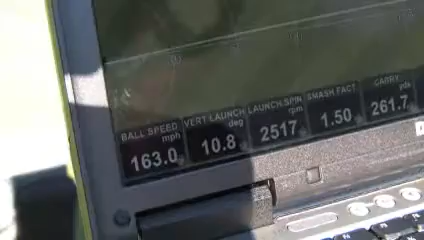 BALL SPEED
mph
163.0
VERT LAUNCH
deg
10.8
LAUNCH SPIN
rpm
2517
SMASH FACT
1.50
CARRY
yds
261.7